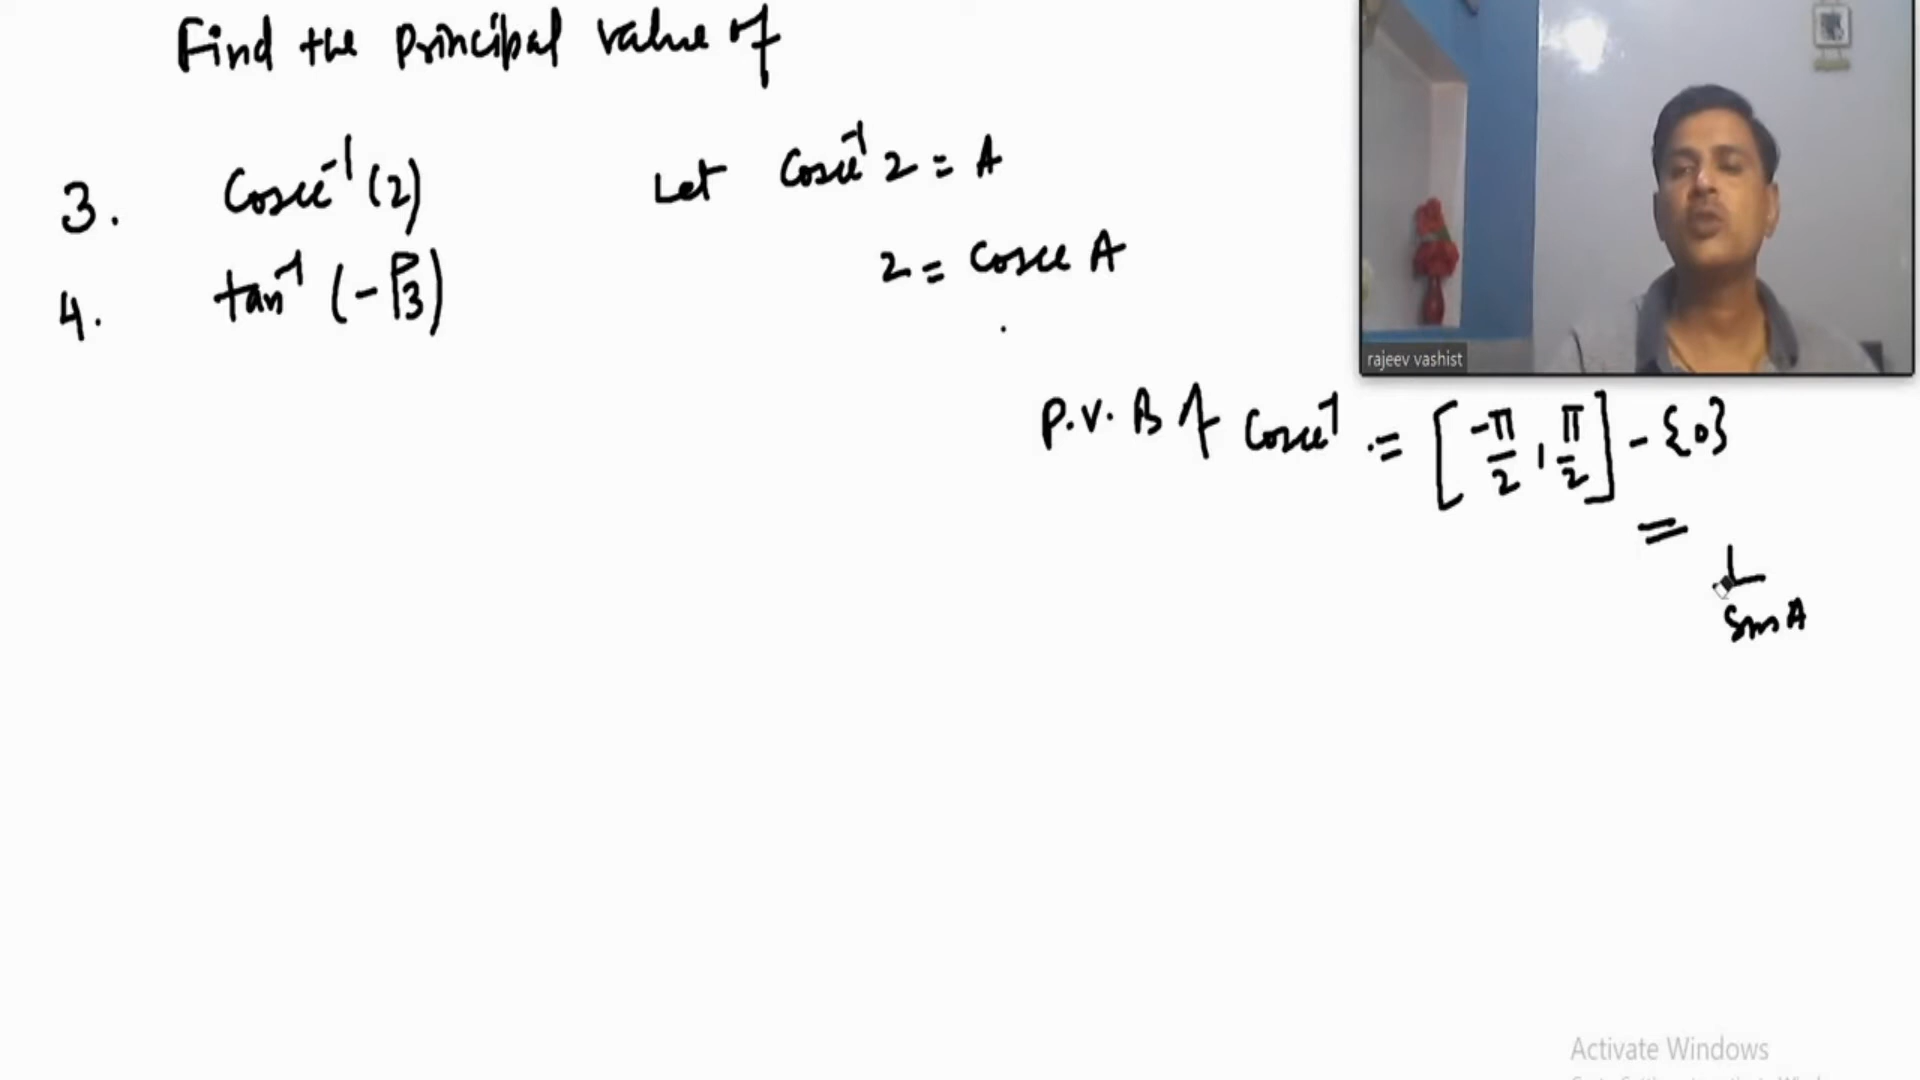 Find the principal value of
3. Cosec⁻¹(2)
4. tan⁻¹(-√3)
Let Cosec⁻¹ 2 = A
2 = Cosec A
P.V. B of Cosec⁻¹ = [-π/2, π/2] - {0}
=
1
Sin A
rajeev vashist
Activate Windows